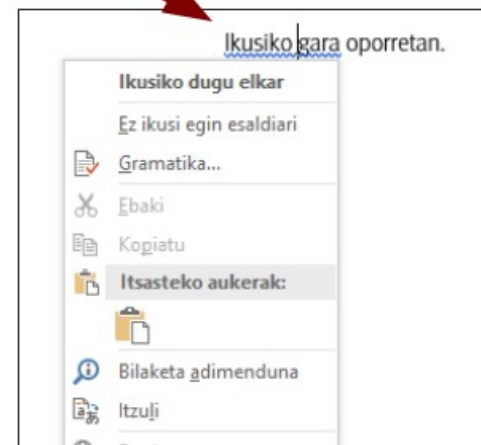 Ikusiko gara oporretan.
Ikusiko dugu elkar
Ez ikusi egin esaldiari
Gramatika...
Ebaki
Kopiatu
Itsasteko aukerak:
Bilaketa adimenduna
Itzuli